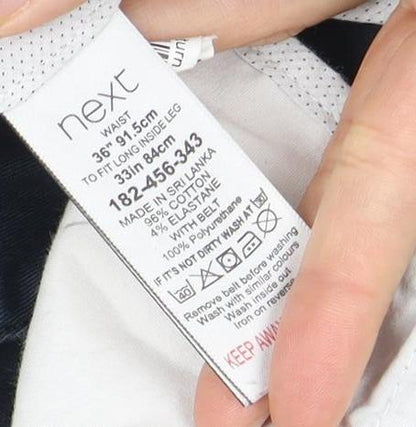 next
WAIST
36" 91.5cm
TO FIT LONG INSIDE LEG
33in 84cm
182-456-343
MADE IN SRI LANKA
96% COTTON
4% ELASTANE
WITH BELT
100% Polyurethane
IF IT'S NOT DIRTY WASH AT 40
40
Remove belt before washing
Wash with similar colours
Wash inside out
Iron on reverse
KEEP AWAY
turn